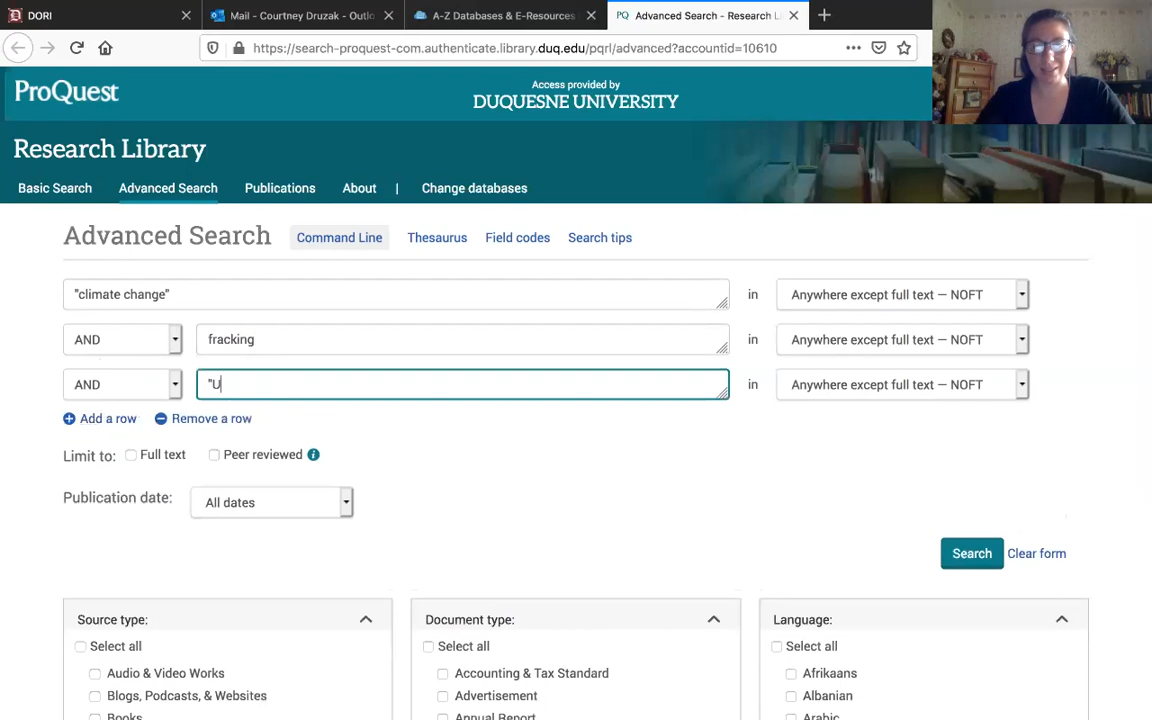 DORI
Mail - Courtney Druzak - Outlo
A-Z Databases & E-Resources
PQ Advanced Search - Research Li
https://search-proquest-com.authenticate.library.duq.edu/pqrl/advanced?accountid=10610
ProQuest
Access provided by
DUQUESNE UNIVERSITY
Research Library
Basic Search Advanced Search Publications About | Change databases
Advanced Search Command Line Thesaurus Field codes Search tips
"climate change" in Anywhere except full text — NOFT
AND fracking in Anywhere except full text — NOFT
AND "U in Anywhere except full text — NOFT
Add a row Remove a row
Limit to: Full text Peer reviewed
Publication date: All dates
Search Clear form
Source type: Document type: Language:
Select all Select all Select all
Audio & Video Works Accounting & Tax Standard Afrikaans
Blogs, Podcasts, & Websites Advertisement Albanian
Books Annual Report Arabic